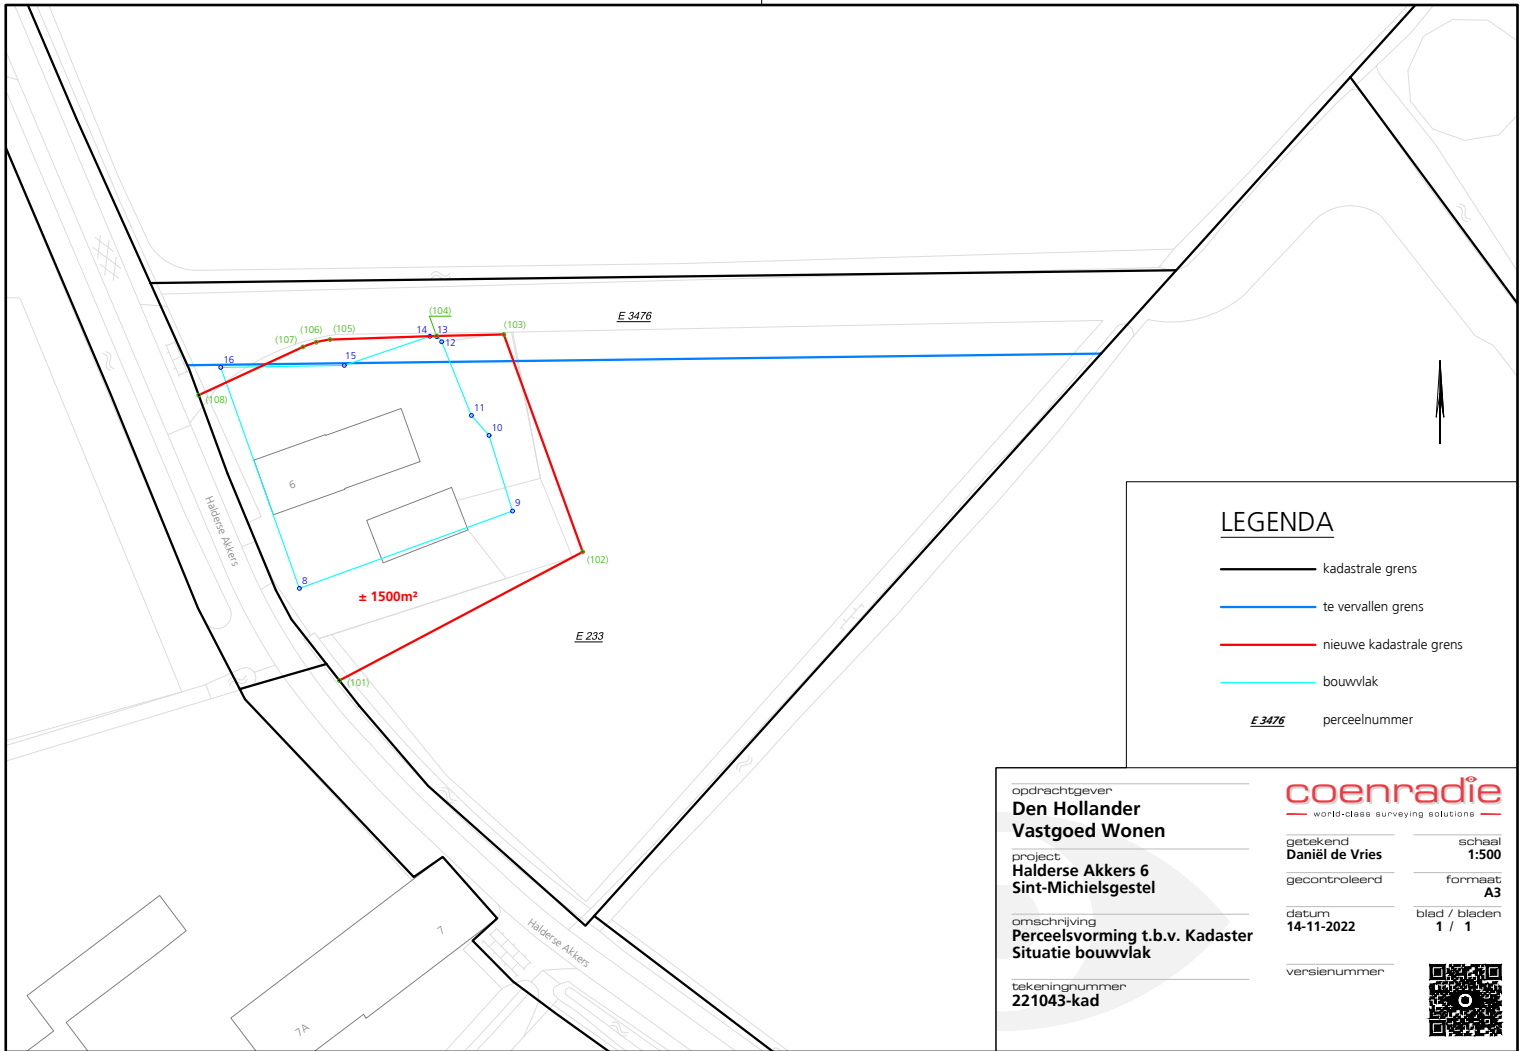 E 3476
(104)
14
13
12
(103)
(105)
(106)
(107)
16
15
(108)
11
10
9
6
8
± 1500m²
(102)
(101)
E 233
Halderse Akkers
Halderse Akkers
7
7A
LEGENDA
kadastrale grens
te vervallen grens
nieuwe kadastrale grens
bouwvlak
E 3476 perceelnummer
opdrachtgever
Den Hollander
Vastgoed Wonen
project
Halderse Akkers 6
Sint-Michielsgestel
omschrijving
Perceelsvorming t.b.v. Kadaster
Situatie bouwvlak
tekeningnummer
221043-kad
coenradie
world-class surveying solutions
getekend
Daniël de Vries
schaal
1:500
gecontroleerd
formaat
A3
datum
14-11-2022
blad / bladen
1 / 1
versienummer